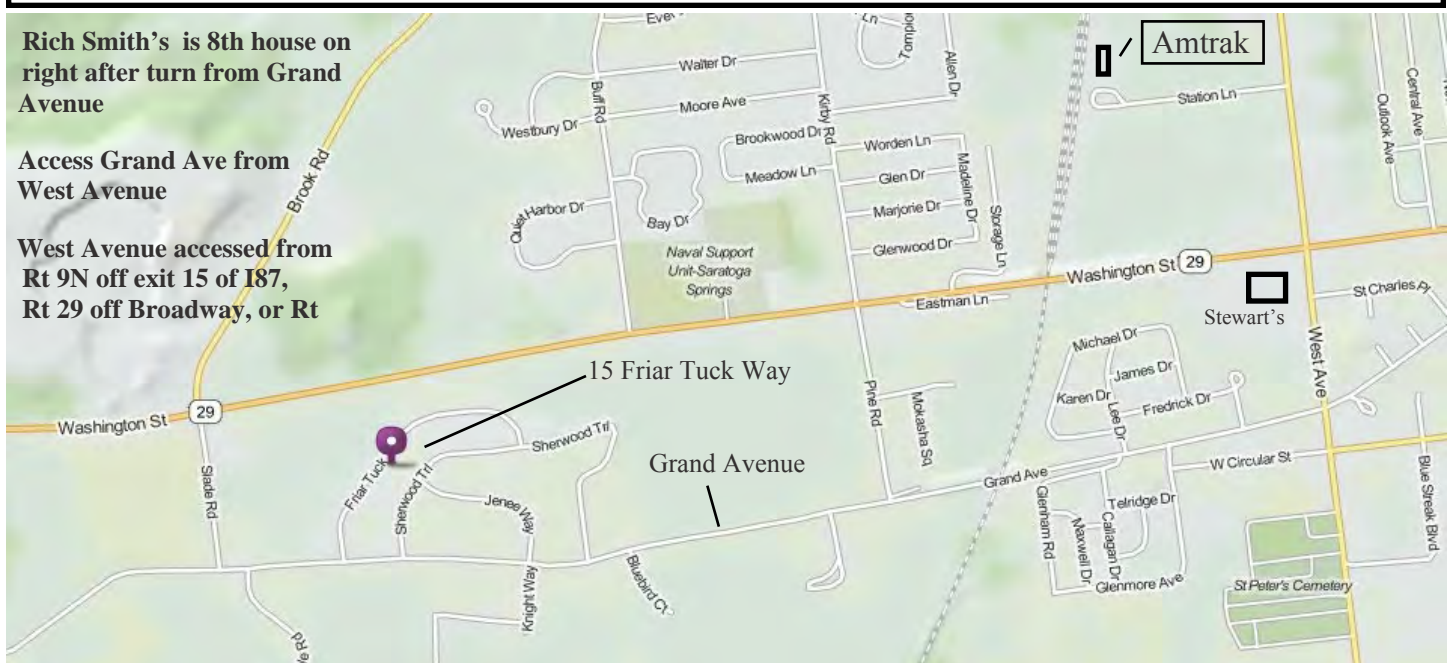 Rich Smith's is 8th house on
right after turn from Grand
Avenue
Access Grand Ave from
West Avenue
West Avenue accessed from
Rt 9N off exit 15 of I87,
Rt 29 off Broadway, or Rt
Amtrak
Station Ln
Walter Dr
Moore Ave
Westbury Dr
Buff Rd
Kirby Rd
Allen Dr
Ln
Brookwood Dr
Meadow Ln
Worden Ln
Glen Dr
Marjorie Dr
Glenwood Dr
Madeline Dr
Storage Ln
Outlook Ave
Central Ave
Brook Rd
Quiet Harbor Dr
Bay Dr
Naval Support
Unit-Saratoga
Springs
Washington St 29
Eastman Ln
Stewart's
St Charles
West Ave
Michael Dr
James Dr
Karen Dr
Lee Dr
Fredrick Dr
15 Friar Tuck Way
Washington St
29
Slade Rd
Friar Tuck
Sherwood Trl
Sherwood Trl
Jenee Way
Knight Way
Bluebird Ct
Grand Avenue
Pine Rd
Mokasha Sq
Grand Ave
W Circular St
Glenham Rd
Maxwell Dr
Callagan Dr
Telridge Dr
Glenmore Ave
St Peter's Cemetery
Blue Streak Blvd
Rd